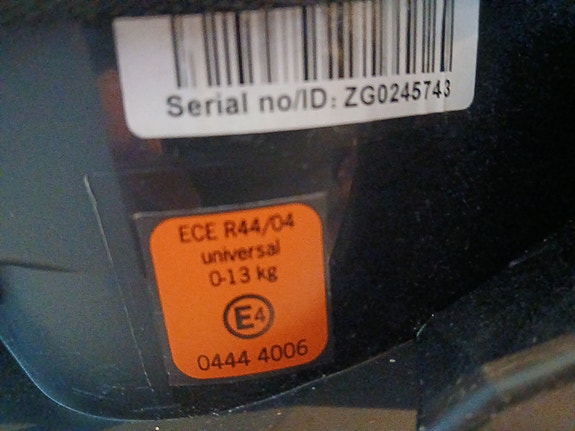 Serial no/ID: ZG0245743
ECE R44/04
universal
0-13 kg
E4
0444 4006